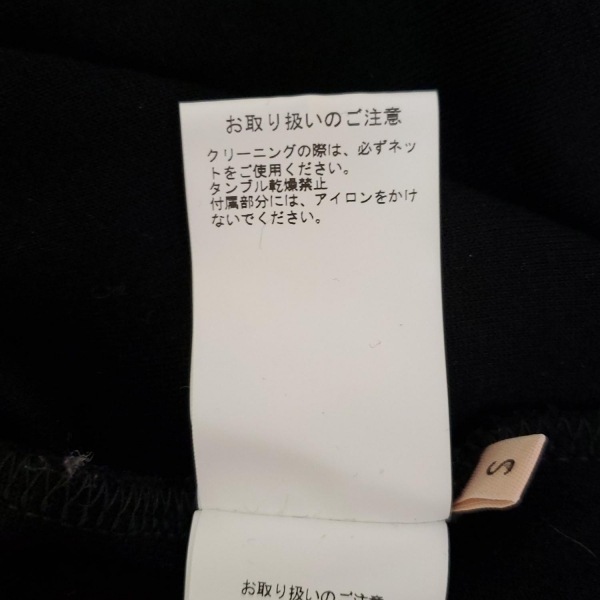 お取り扱いのご注意
クリーニングの際は、必ずネッ
トをご使用ください。
タンブル乾燥禁止
付属部分には、アイロンをかけ
ないでください。
S
お取り扱いのご注意